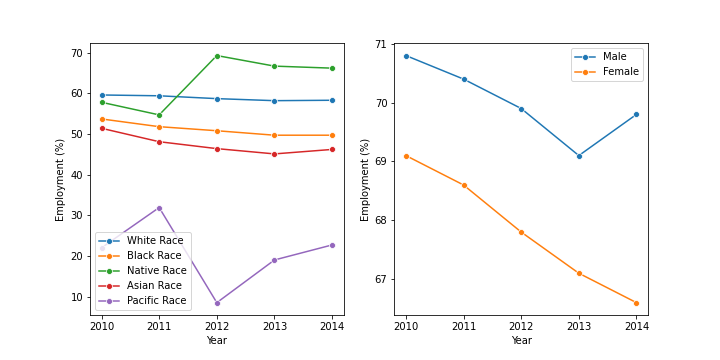 70
60
50
40
30
20
10
Employment (%)
2010 2011 2012 2013 2014
Year
White Race
Black Race
Native Race
Asian Race
Pacific Race
71
70
69
68
67
Employment (%)
2010 2011 2012 2013 2014
Year
Male
Female